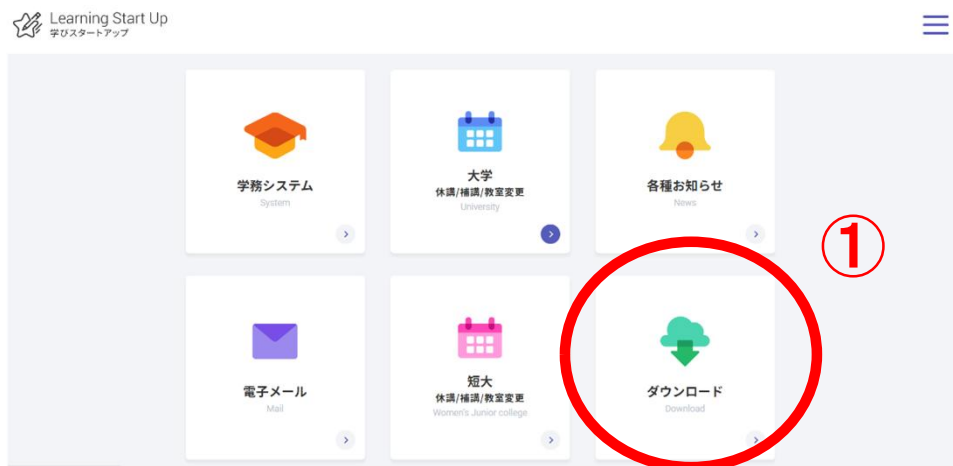 Learning Start Up
学びスタートアップ
学務システム
System
大学
休講/補講/教室変更
University
各種お知らせ
News
①
電子メール
Mail
短大
休講/補講/教室変更
Women's Junior college
ダウンロード
Download